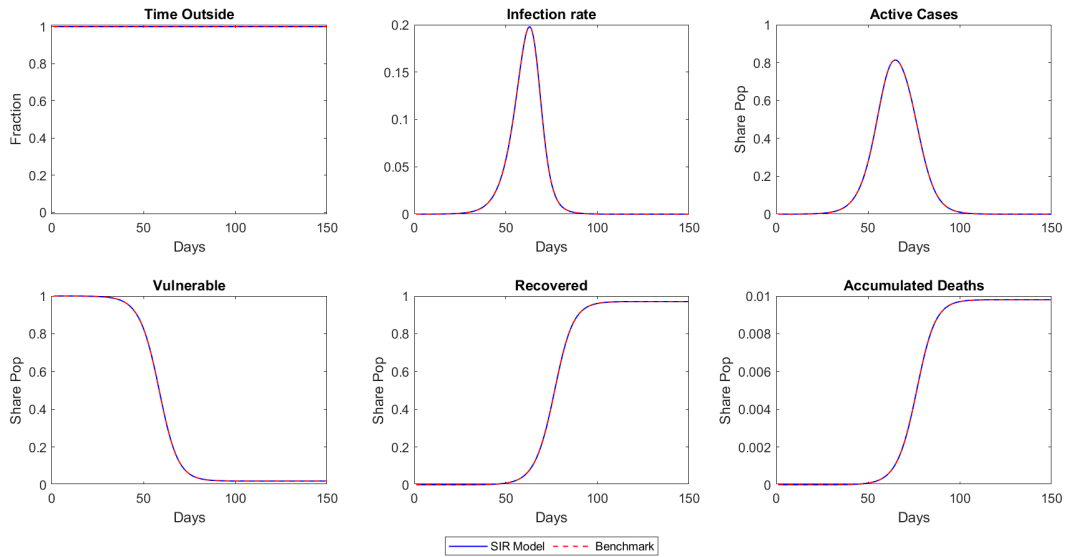 Time Outside
Fraction
1
0.8
0.6
0.4
0.2
0
0 50 100 150
Days
Infection rate
0.2
0.15
0.1
0.05
0
0 50 100 150
Days
Active Cases
Share Pop
1
0.8
0.6
0.4
0.2
0
0 50 100 150
Days
Vulnerable
Share Pop
1
0.8
0.6
0.4
0.2
0
0 50 100 150
Days
Recovered
Share Pop
1
0.8
0.6
0.4
0.2
0
0 50 100 150
Days
Accumulated Deaths
Share Pop
0.01
0.008
0.006
0.004
0.002
0
0 50 100 150
Days
SIR Model Benchmark